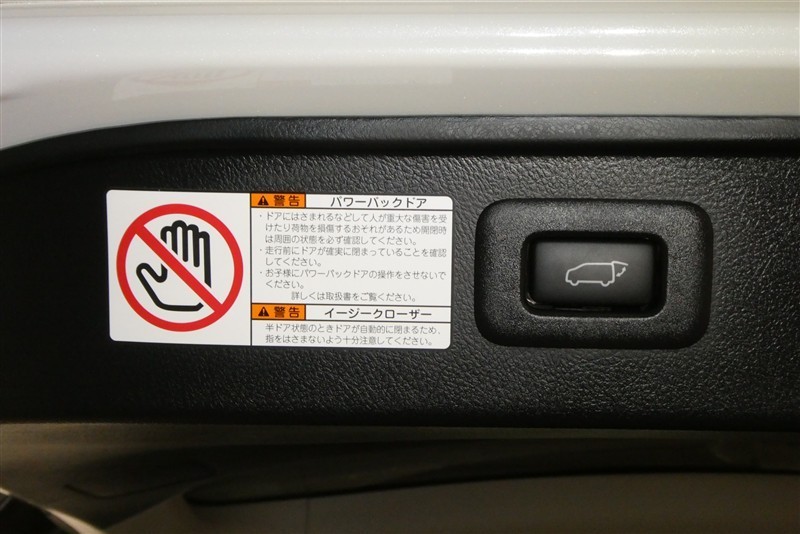 警告 パワーバックドア
・ドアにはさまれるなどして人が重大な傷害を受
けたり荷物を損傷するおそれがあるため開閉時
は周囲の状態を必ず確認してください。
・走行前にドアが確実に閉まっていることを確認
してください。
・お子様にパワーバックドアの操作をさせないで
ください。
詳しくは取扱書をご覧ください。
警告 イージークローザー
半ドア状態のときドアが自動的に閉まるため、
指をはさまないよう十分注意してください。